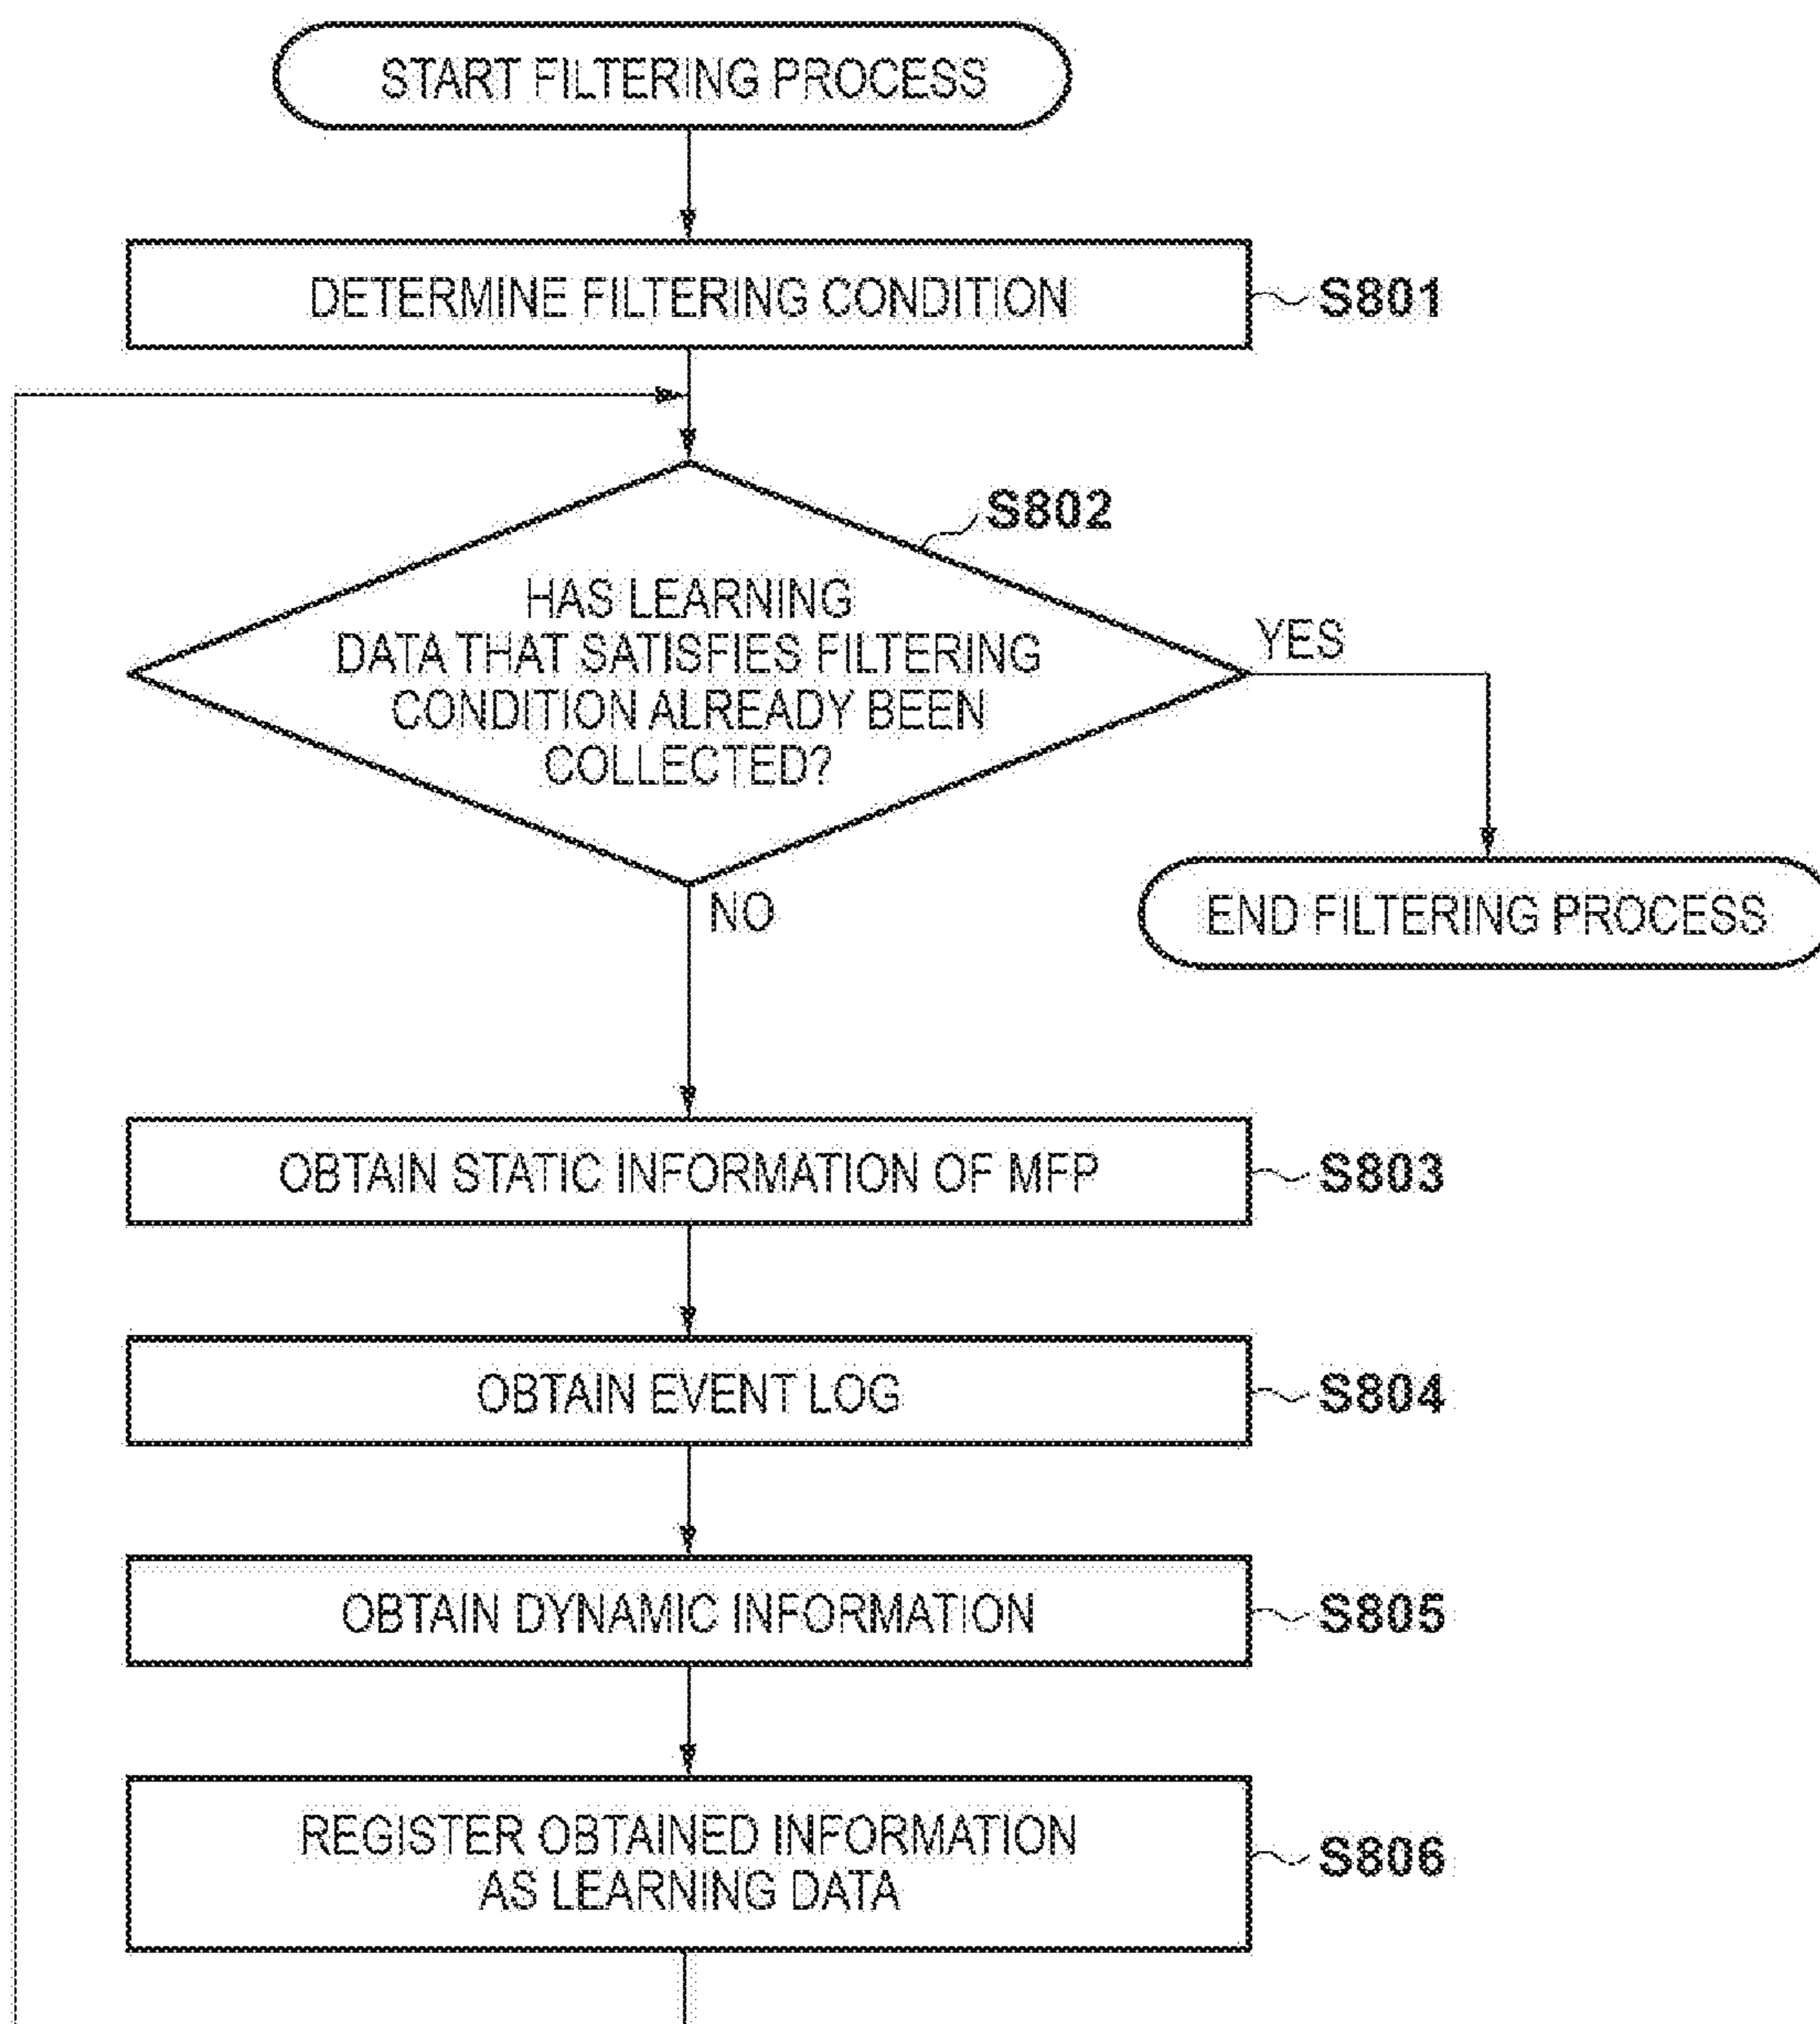 START FILTERING PROCESS
DETERMINE FILTERING CONDITION
S801
S802
HAS LEARNING
DATA THAT SATISFIES FILTERING
CONDITION ALREADY BEEN
COLLECTED?
YES
NO
END FILTERING PROCESS
OBTAIN STATIC INFORMATION OF MFP
S803
OBTAIN EVENT LOG
S804
OBTAIN DYNAMIC INFORMATION
S805
REGISTER OBTAINED INFORMATION
AS LEARNING DATA
S806